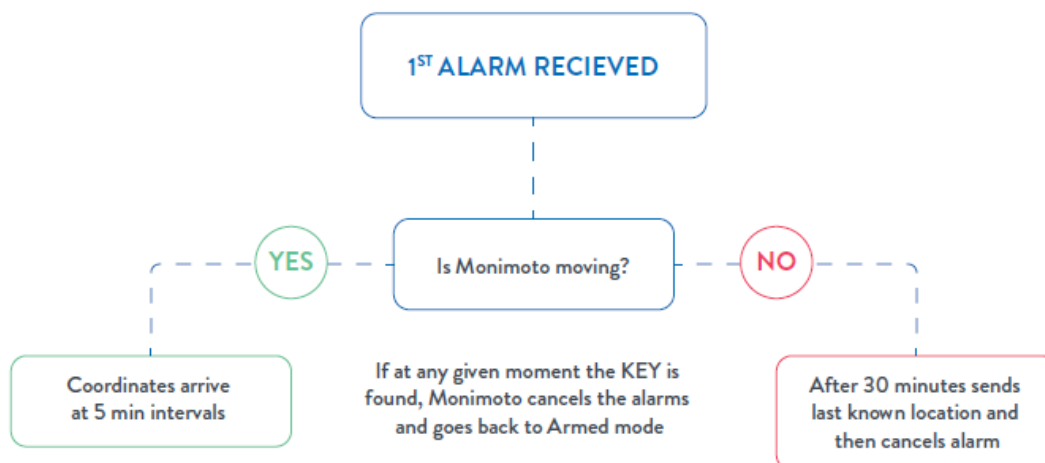 1ST ALARM RECIEVED
YES
Is Monimoto moving?
NO
Coordinates arrive
at 5 min intervals
If at any given moment the KEY is
found, Monimoto cancels the alarms
and goes back to Armed mode
After 30 minutes sends
last known location and
then cancels alarm